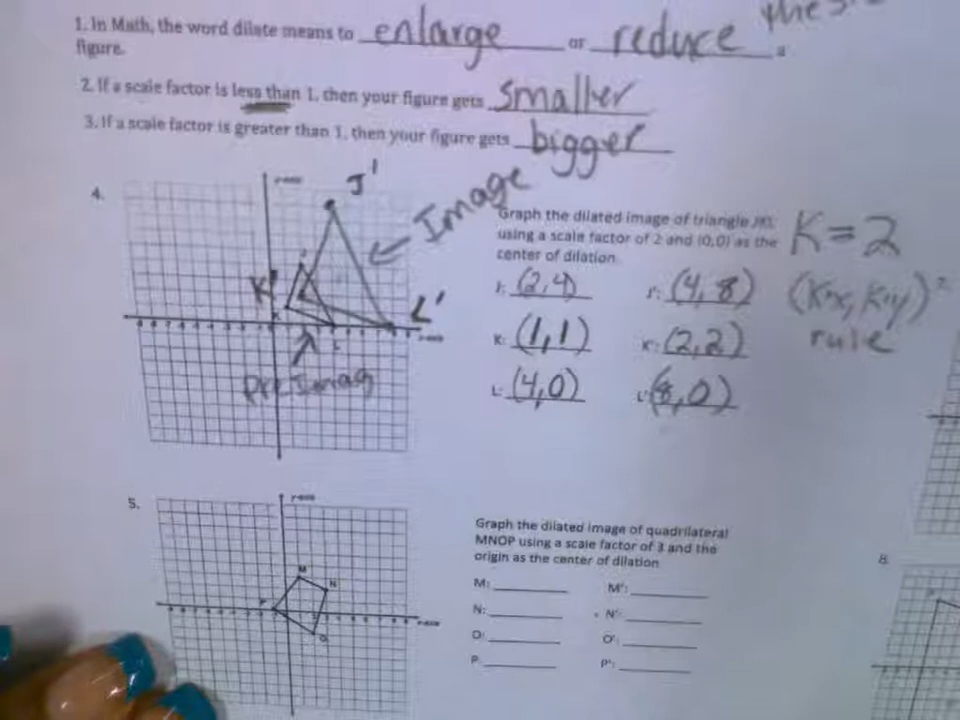 1. In Math, the word dilate means to enlarge or reduce the
figure.
2. If a scale factor is less than 1, then your figure gets smaller
3. If a scale factor is greater than 1, then your figure gets bigger
4.
J'
Image
K'
L'
Pre Imag
Graph the dilated image of triangle JKL
using a scale factor of 2 and (0,0) as the
center of dilation
K=2
J: (2,4) J': (4,8) (K•x, K•y)
K: (1,1) K': (2,2) rule
L: (4,0) L': (8,0)
5.
y-axis
M
N
P
O
x-axis
Graph the dilated image of quadrilateral
MNOP using a scale factor of 3 and the
origin as the center of dilation
M: M':
N: N':
O: O':
P: P':
8.